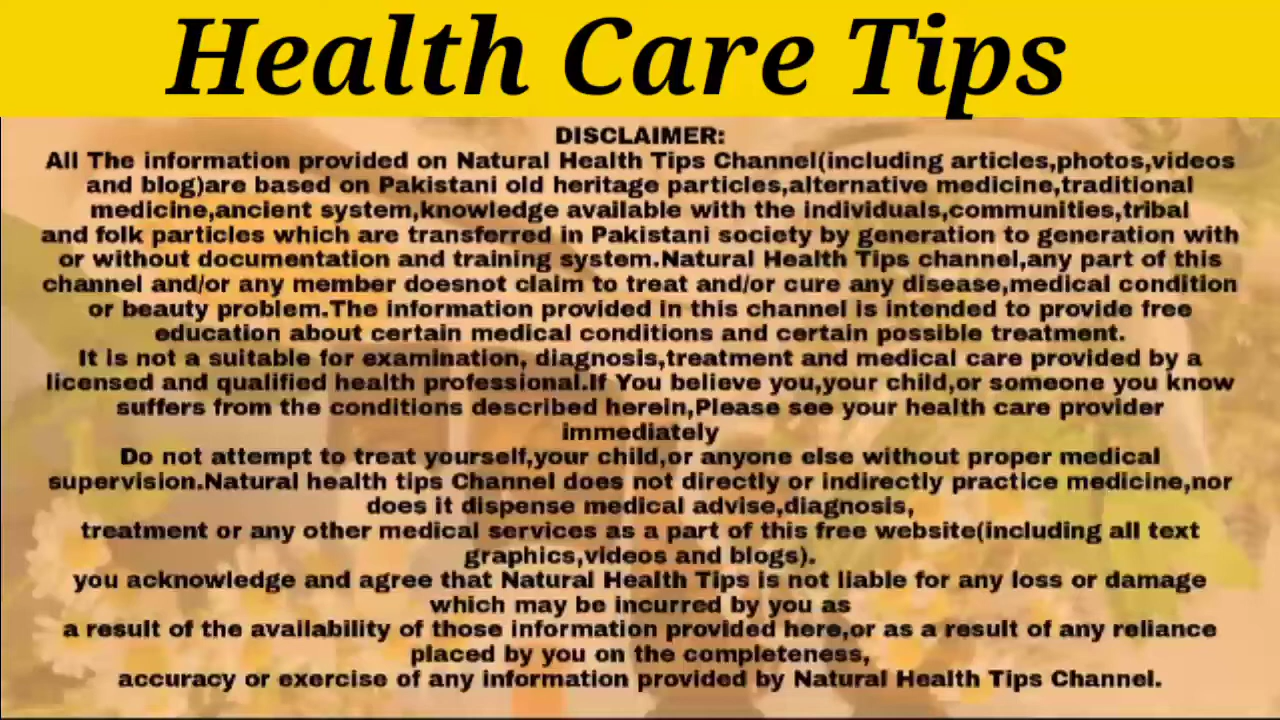 Health Care Tips
DISCLAIMER:
All The information provided on Natural Health Tips Channel(including articles,photos,videos
and blog)are based on Pakistani old heritage particles,alternative medicine,traditional
medicine,ancient system,knowledge available with the individuals,communities,tribal
and folk particles which are transferred in Pakistani society by generation to generation with
or without documentation and training system.Natural Health Tips channel,any part of this
channel and/or any member doesnot claim to treat and/or cure any disease,medical condition
or beauty problem.The information provided in this channel is intended to provide free
education about certain medical conditions and certain possible treatment.
It is not a suitable for examination, diagnosis,treatment and medical care provided by a
licensed and qualified health professional.If You believe you,your child,or someone you know
suffers from the conditions described herein,Please see your health care provider
immediately
Do not attempt to treat yourself,your child,or anyone else without proper medical
supervision.Natural health tips Channel does not directly or indirectly practice medicine,nor
does it dispense medical advise,diagnosis,
treatment or any other medical services as a part of this free website(including all text
graphics,videos and blogs).
you acknowledge and agree that Natural Health Tips is not liable for any loss or damage
which may be incurred by you as
a result of the availability of those information provided here,or as a result of any reliance
placed by you on the completeness,
accuracy or exercise of any information provided by Natural Health Tips Channel.